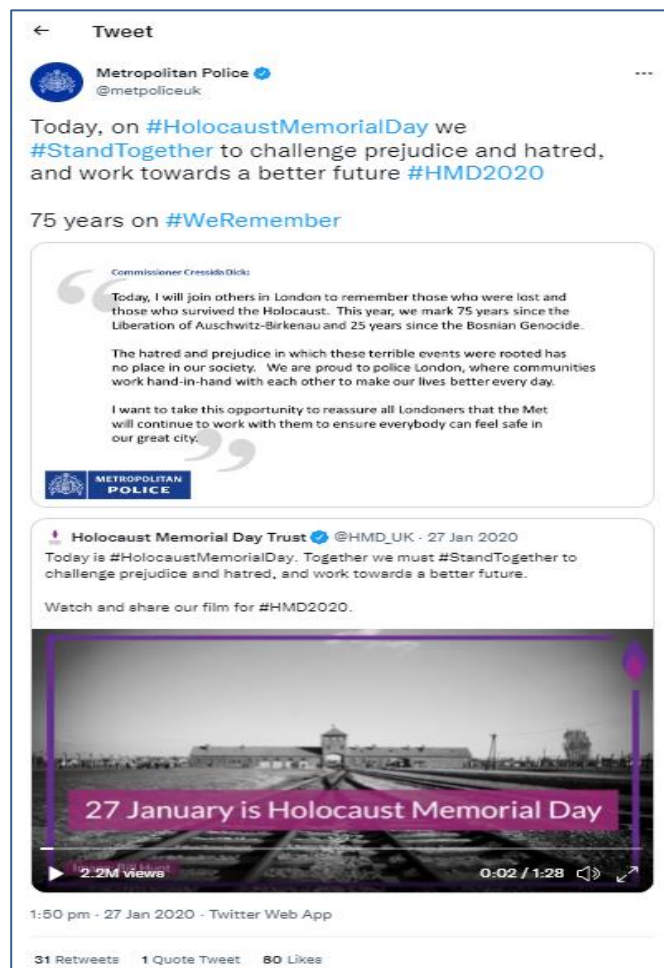 ← Tweet
Metropolitan Police
@metpoliceuk
Today, on #HolocaustMemorialDay we
#StandTogether to challenge prejudice and hatred,
and work towards a better future #HMD2020
75 years on #WeRemember
Commissioner Cressida Dick:
Today, I will join others in London to remember those who were lost and
those who survived the Holocaust. This year, we mark 75 years since the
Liberation of Auschwitz-Birkenau and 25 years since the Bosnian Genocide.
The hatred and prejudice in which these terrible events were rooted has
no place in our society. We are proud to police London, where communities
work hand-in-hand with each other to make our lives better every day.
I want to take this opportunity to reassure all Londoners that the Met
will continue to work with them to ensure everybody can feel safe in
our great city.
METROPOLITAN
POLICE
Holocaust Memorial Day Trust @HMD_UK · 27 Jan 2020
Today is #HolocaustMemorialDay. Together we must #StandTogether to
challenge prejudice and hatred, and work towards a better future.
Watch and share our film for #HMD2020.
27 January is Holocaust Memorial Day
2.2M views 0:02 / 1:28
1:50 pm · 27 Jan 2020 · Twitter Web App
31 Retweets 1 Quote Tweet 80 Likes